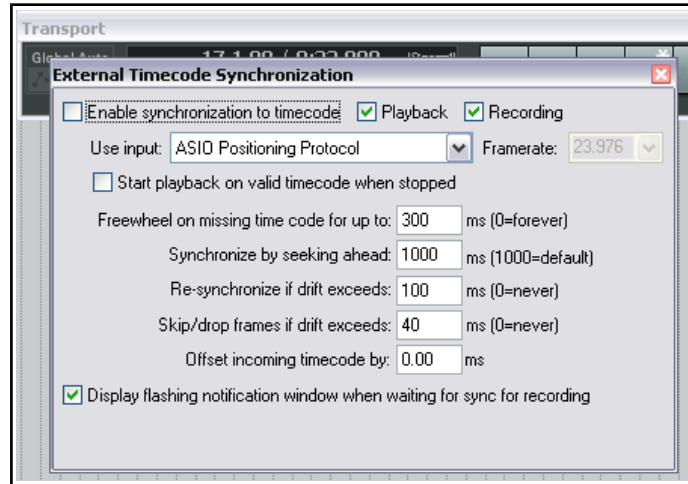 Transport
External Timecode Synchronization
Enable synchronization to timecode Playback Recording
Use input: ASIO Positioning Protocol Framerate: 23.976
Start playback on valid timecode when stopped
Freewheel on missing time code for up to: 300 ms (0=forever)
Synchronize by seeking ahead: 1000 ms (1000=default)
Re-synchronize if drift exceeds: 100 ms (0=never)
Skip/drop frames if drift exceeds: 40 ms (0=never)
Offset incoming timecode by: 0.00 ms
Display flashing notification window when waiting for sync for recording